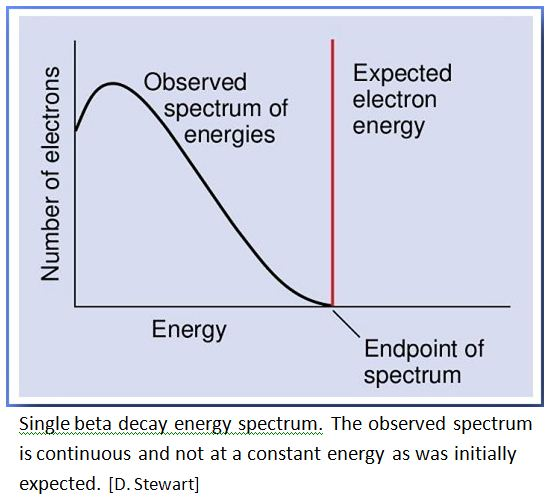 Number of electrons
Observed
spectrum of
energies
Expected
electron
energy
Energy
Endpoint of
spectrum
Single beta decay energy spectrum. The observed spectrum
is continuous and not at a constant energy as was initially
expected. [D. Stewart]